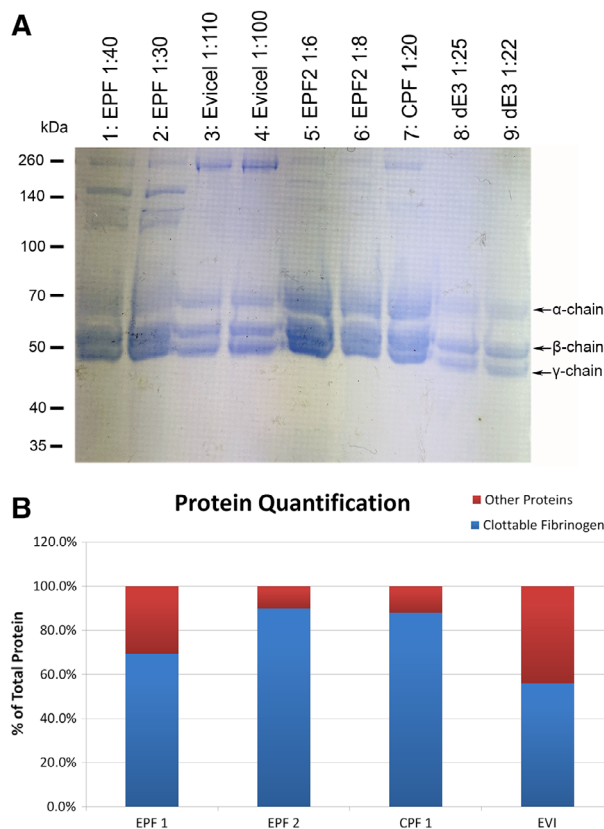 A
1: EPF 1:40
2: EPF 1:30
3: Evicel 1:110
4: Evicel 1:100
5: EPF2 1:6
6: EPF2 1:8
7: CPF 1:20
8: dE3 1:25
9: dE3 1:22
kDa
260
140
100
70
50
40
35
α-chain
β-chain
γ-chain
B
Protein Quantification
Other Proteins
Clottable Fibrinogen
% of Total Protein
120.0%
100.0%
80.0%
60.0%
40.0%
20.0%
0.0%
EPF 1
EPF 2
CPF 1
EVI